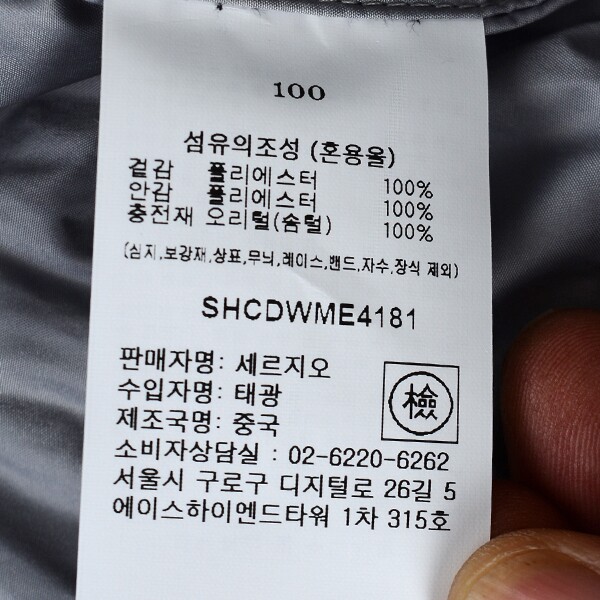 100
섬유의조성 (혼용율)
겉감 폴리에스터 100%
안감 폴리에스터 100%
충전재 오리털(솜털) 100%
(심지,보강재,상표,무늬,레이스,밴드,자수,장식 제외)
SHCDWME4181
판매자명: 세르지오
수입자명: 태광
제조국명: 중국
檢
소비자상담실 : 02-6220-6262
서울시 구로구 디지털로 26길 5
에이스하이엔드타워 1차 315호